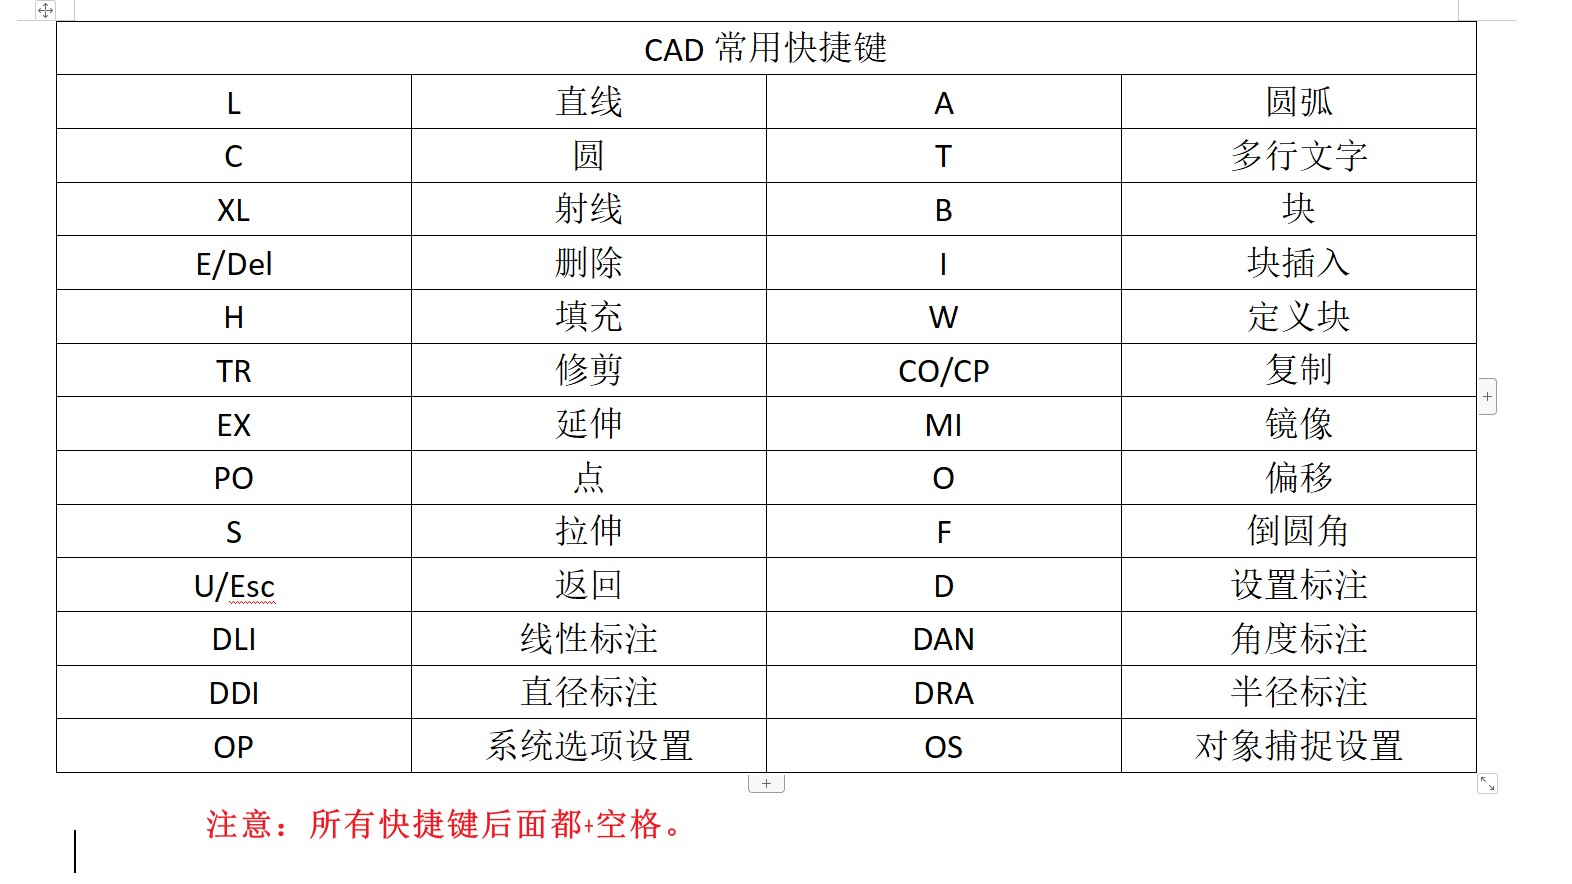 CAD 常用快捷键
L 直线 A 圆弧
C 圆 T 多行文字
XL 射线 B 块
E/Del 删除 I 块插入
H 填充 W 定义块
TR 修剪 CO/CP 复制
EX 延伸 MI 镜像
PO 点 O 偏移
S 拉伸 F 倒圆角
U/Esc 返回 D 设置标注
DLI 线性标注 DAN 角度标注
DDI 直径标注 DRA 半径标注
OP 系统选项设置 OS 对象捕捉设置
注意：所有快捷键后面都+空格。